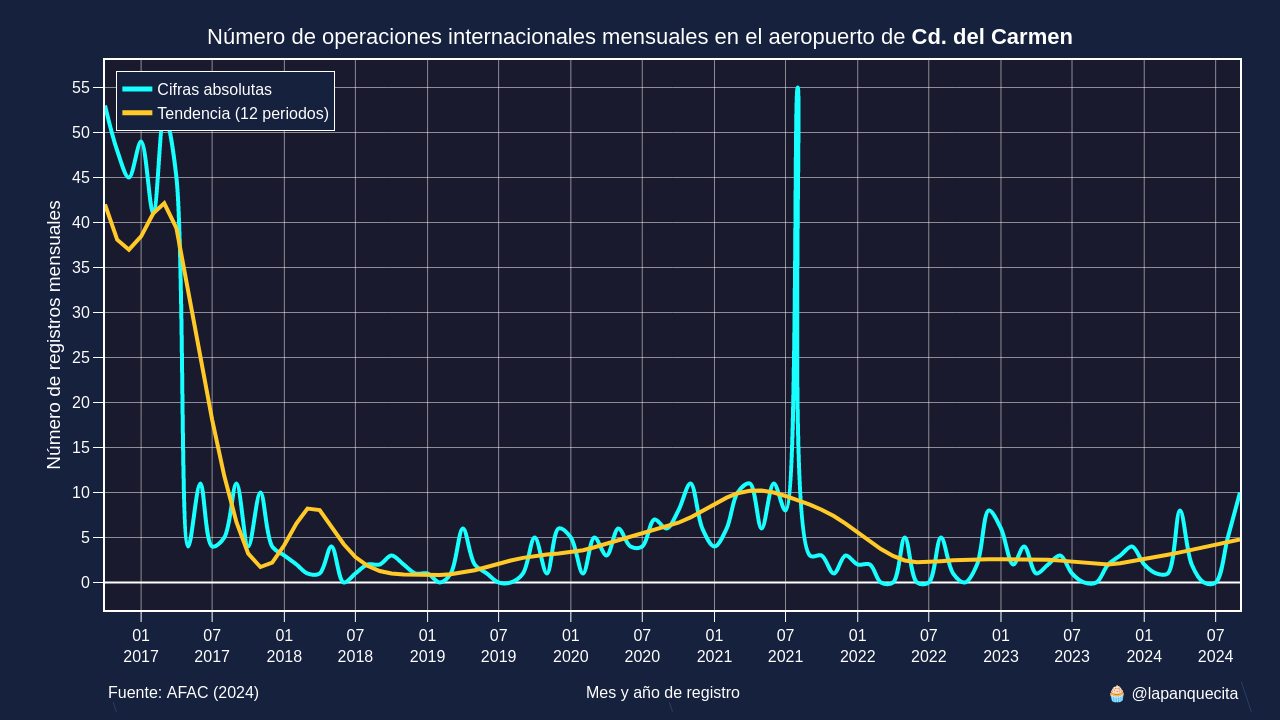 Número de operaciones internacionales mensuales en el aeropuerto de Cd. del Carmen
Cifras absolutas
Tendencia (12 periodos)
Número de registros mensuales
55
50
45
40
35
30
25
20
15
10
5
0
01 07 01 07 01 07 01 07 01 07 01 07 01 07 01 07
2017 2017 2018 2018 2019 2019 2020 2020 2021 2021 2022 2022 2023 2023 2024 2024
Fuente: AFAC (2024) Mes y año de registro 🧁 @lapanquecita